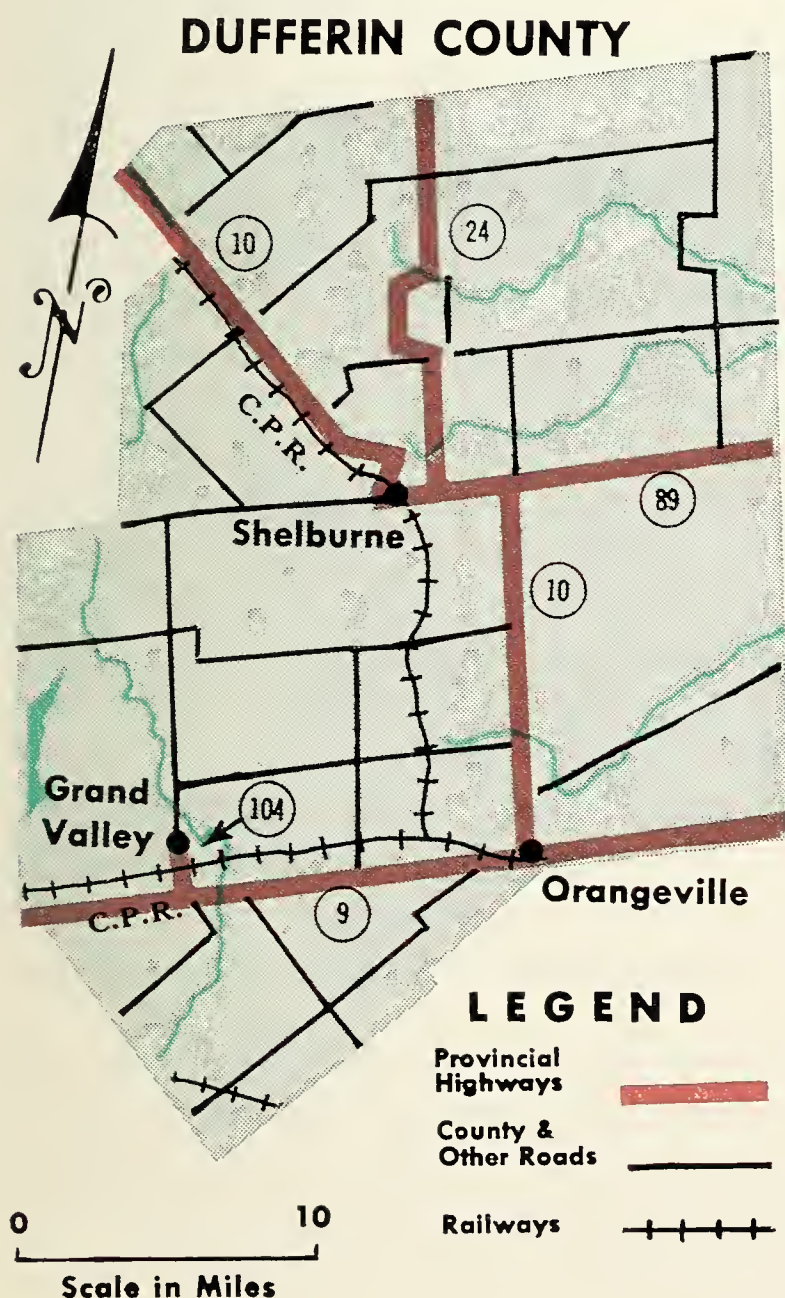 DUFFERIN COUNTY
10
24
N
C.P.R.
Shelburne
89
10
Grand
Valley
104
Orangeville
C.P.R.
9
LEGEND
Provincial
Highways
County &
Other Roads
Railways
0 10
Scale in Miles